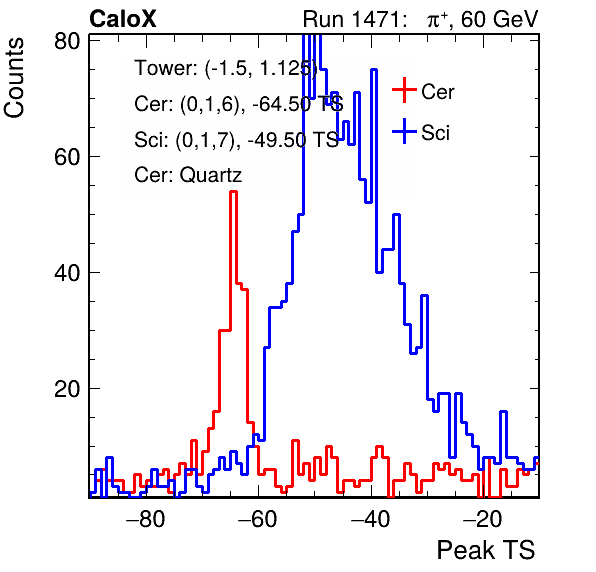 CaloX Run 1471: π⁺, 60 GeV
Counts
80
60
40
20
Tower: (-1.5, 1.125)
Cer: (0,1,6), -64.50 TS
Sci: (0,1,7), -49.50 TS
Cer: Quartz
Cer
Sci
−80 −60 −40 −20
Peak TS